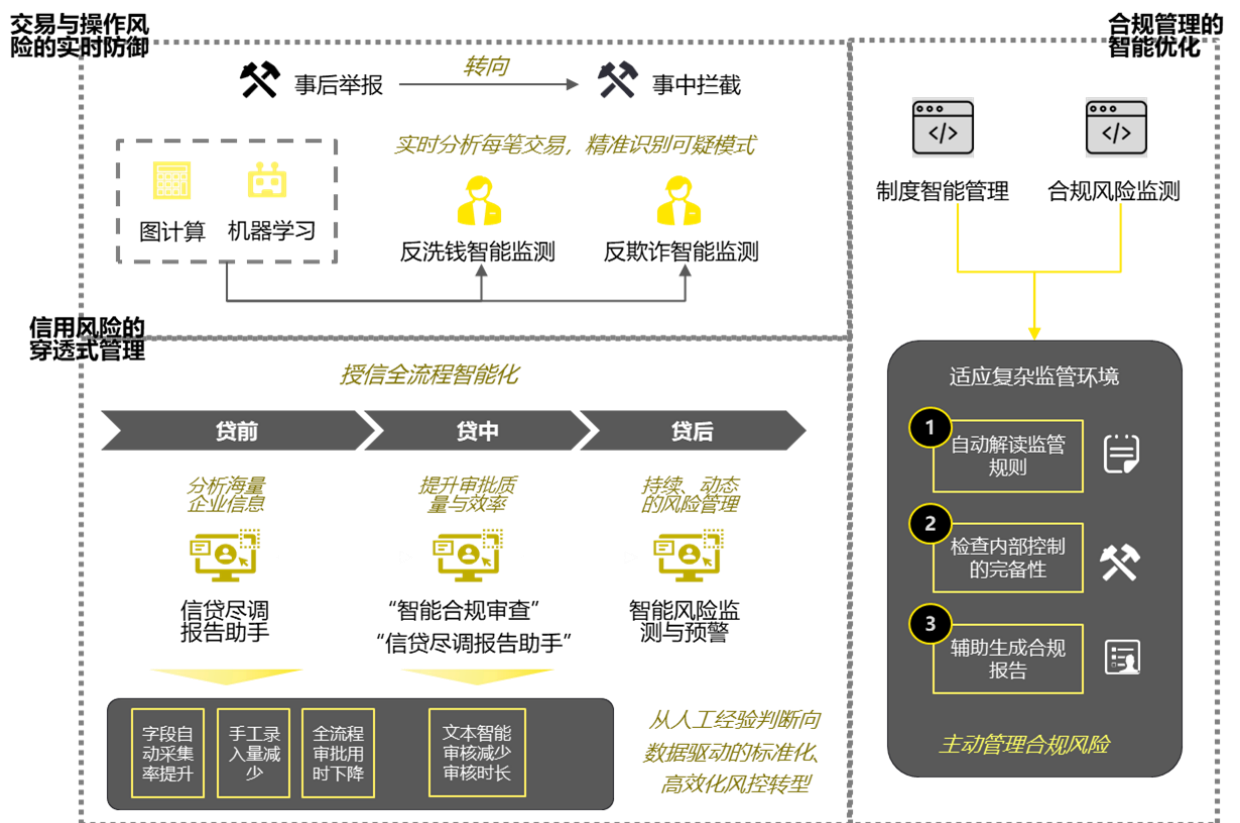 交易与操作风
险的实时防御
事后举报
转向
事中拦截
实时分析每笔交易，精准识别可疑模式
图计算
机器学习
反洗钱智能监测
反欺诈智能监测
信用风险的
穿透式管理
授信全流程智能化
贷前
贷中
贷后
分析海量
企业信息
提升审批质
量与效率
持续、动态
的风险管理
信贷尽调
报告助手
“智能合规审查”
“信贷尽调报告助手”
智能风险监
测与预警
字段自
动采集
率提升
手工录
入量减
少
全流程
审批用
时下降
文本智能
审核减少
审核时长
从人工经验判断向
数据驱动的标准化、
高效化风控转型
合规管理的
智能优化
</>
</>
制度智能管理
合规风险监测
适应复杂监管环境
1
自动解读监管
规则
2
检查内部控制
的完备性
3
辅助生成合规
报告
主动管理合规风险